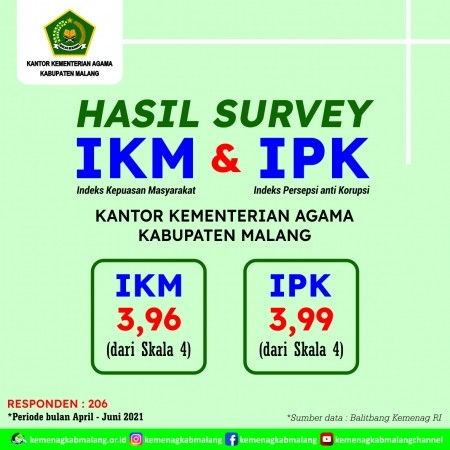 KANTOR KEMENTERIAN AGAMA
KABUPATEN MALANG
HASIL SURVEY
IKM & IPK
Indeks Kepuasan Masyarakat
Indeks Persepsi anti Korupsi
KANTOR KEMENTERIAN AGAMA
KABUPATEN MALANG
IKM
3,96
(dari Skala 4)
IPK
3,99
(dari Skala 4)
RESPONDEN : 206
*Periode bulan April - Juni 2021
*Sumber data : Balitbang Kemenag RI
kemenagkabmalang.or.id
kemenagkabmalang
kemenagkabmalang
kemenagkabmalangchannel